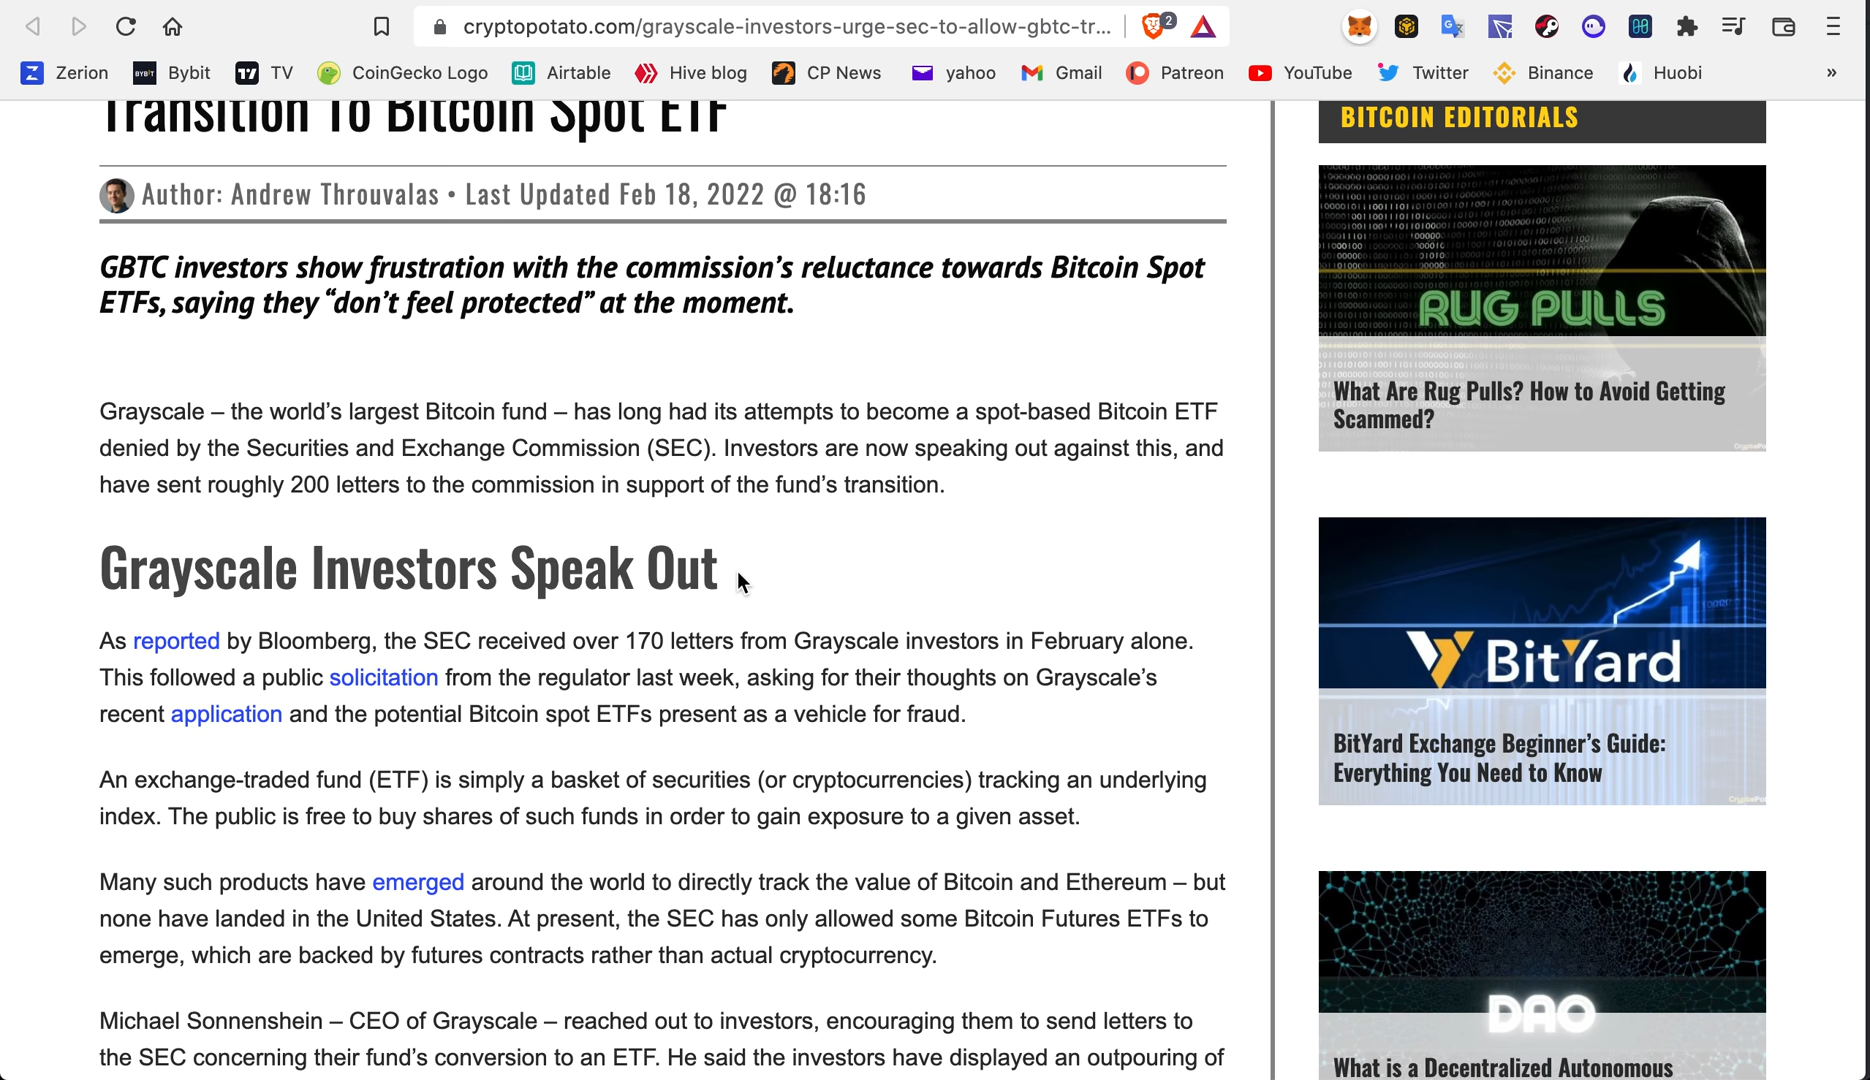 cryptopotato.com/grayscale-investors-urge-sec-to-allow-gbtc-tr...
2
Zerion
BYBIT
Bybit
TV
CoinGecko Logo
Airtable
Hive blog
CP News
yahoo
Gmail
Patreon
YouTube
Twitter
Binance
Huobi
»
Transition To Bitcoin Spot ETF
Author: Andrew Throuvalas • Last Updated Feb 18, 2022 @ 18:16
GBTC investors show frustration with the commission’s reluctance towards Bitcoin Spot
ETFs, saying they “don’t feel protected” at the moment.
Grayscale – the world’s largest Bitcoin fund – has long had its attempts to become a spot-based Bitcoin ETF
denied by the Securities and Exchange Commission (SEC). Investors are now speaking out against this, and
have sent roughly 200 letters to the commission in support of the fund’s transition.
Grayscale Investors Speak Out
As reported by Bloomberg, the SEC received over 170 letters from Grayscale investors in February alone.
This followed a public solicitation from the regulator last week, asking for their thoughts on Grayscale’s
recent application and the potential Bitcoin spot ETFs present as a vehicle for fraud.
An exchange-traded fund (ETF) is simply a basket of securities (or cryptocurrencies) tracking an underlying
index. The public is free to buy shares of such funds in order to gain exposure to a given asset.
Many such products have emerged around the world to directly track the value of Bitcoin and Ethereum – but
none have landed in the United States. At present, the SEC has only allowed some Bitcoin Futures ETFs to
emerge, which are backed by futures contracts rather than actual cryptocurrency.
Michael Sonnenshein – CEO of Grayscale – reached out to investors, encouraging them to send letters to
the SEC concerning their fund’s conversion to an ETF. He said the investors have displayed an outpouring of
BITCOIN EDITORIALS
RUG PULLS
What Are Rug Pulls? How to Avoid Getting
Scammed?
BitYard
BitYard Exchange Beginner’s Guide:
Everything You Need to Know
DAO
What is a Decentralized Autonomous